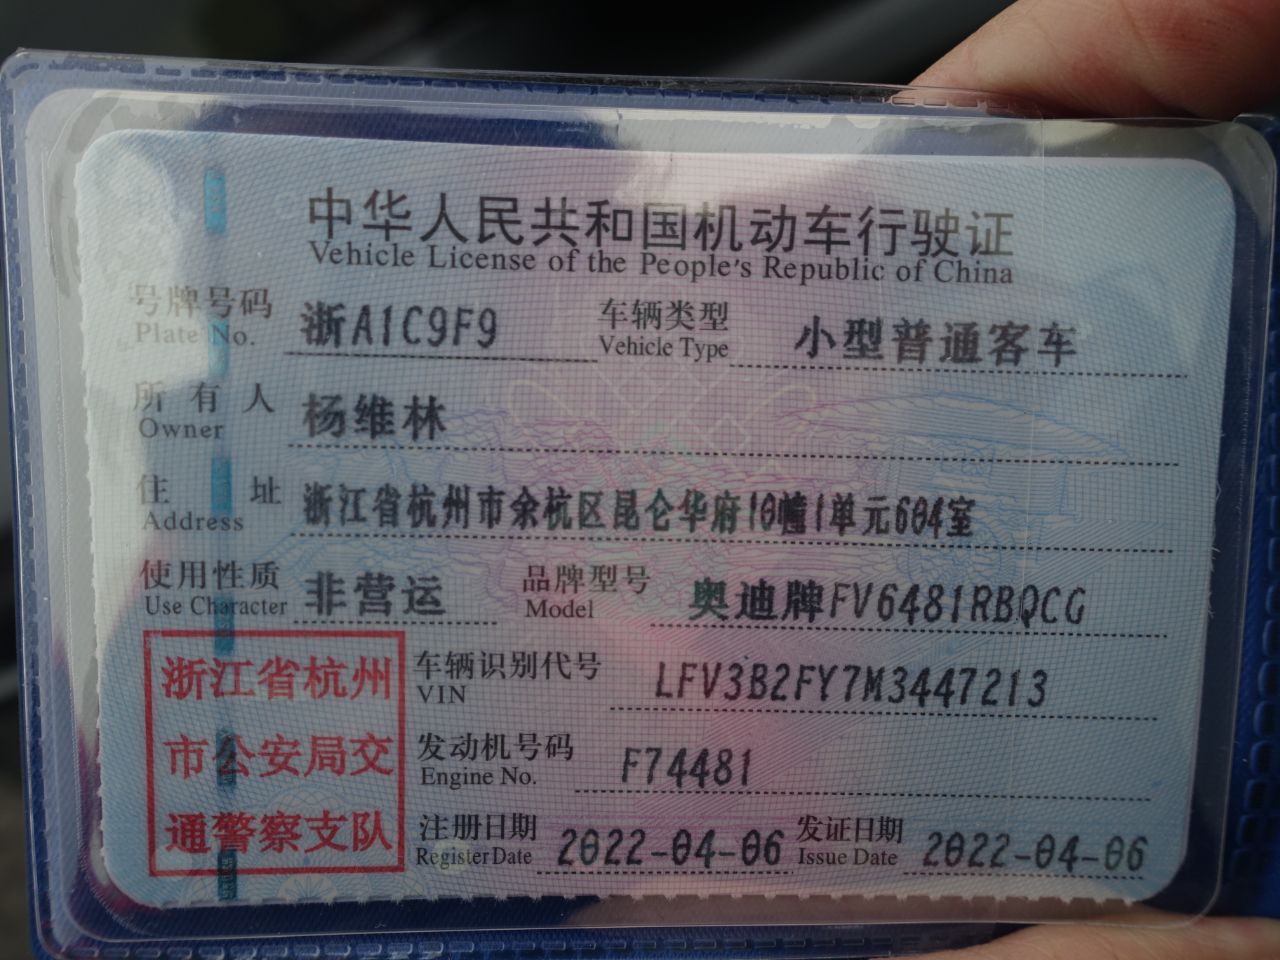 中华人民共和国机动车行驶证
Vehicle License of the People's Republic of China
号牌号码 浙A1C9F9 车辆类型 小型普通客车
Plate No. Vehicle Type
所有人 杨维林
Owner
住址 浙江省杭州市余杭区昆仑华府10幢1单元604室
Address
使用性质 非营运 品牌型号 奥迪牌FV6481RBQCG
Use Character Model
浙江省杭州
市公安局交
通警察支队
车辆识别代号 LFV3B2FY7M3447213
VIN
发动机号码 F74481
Engine No.
注册日期 2022-04-06 发证日期 2022-04-06
Register Date Issue Date